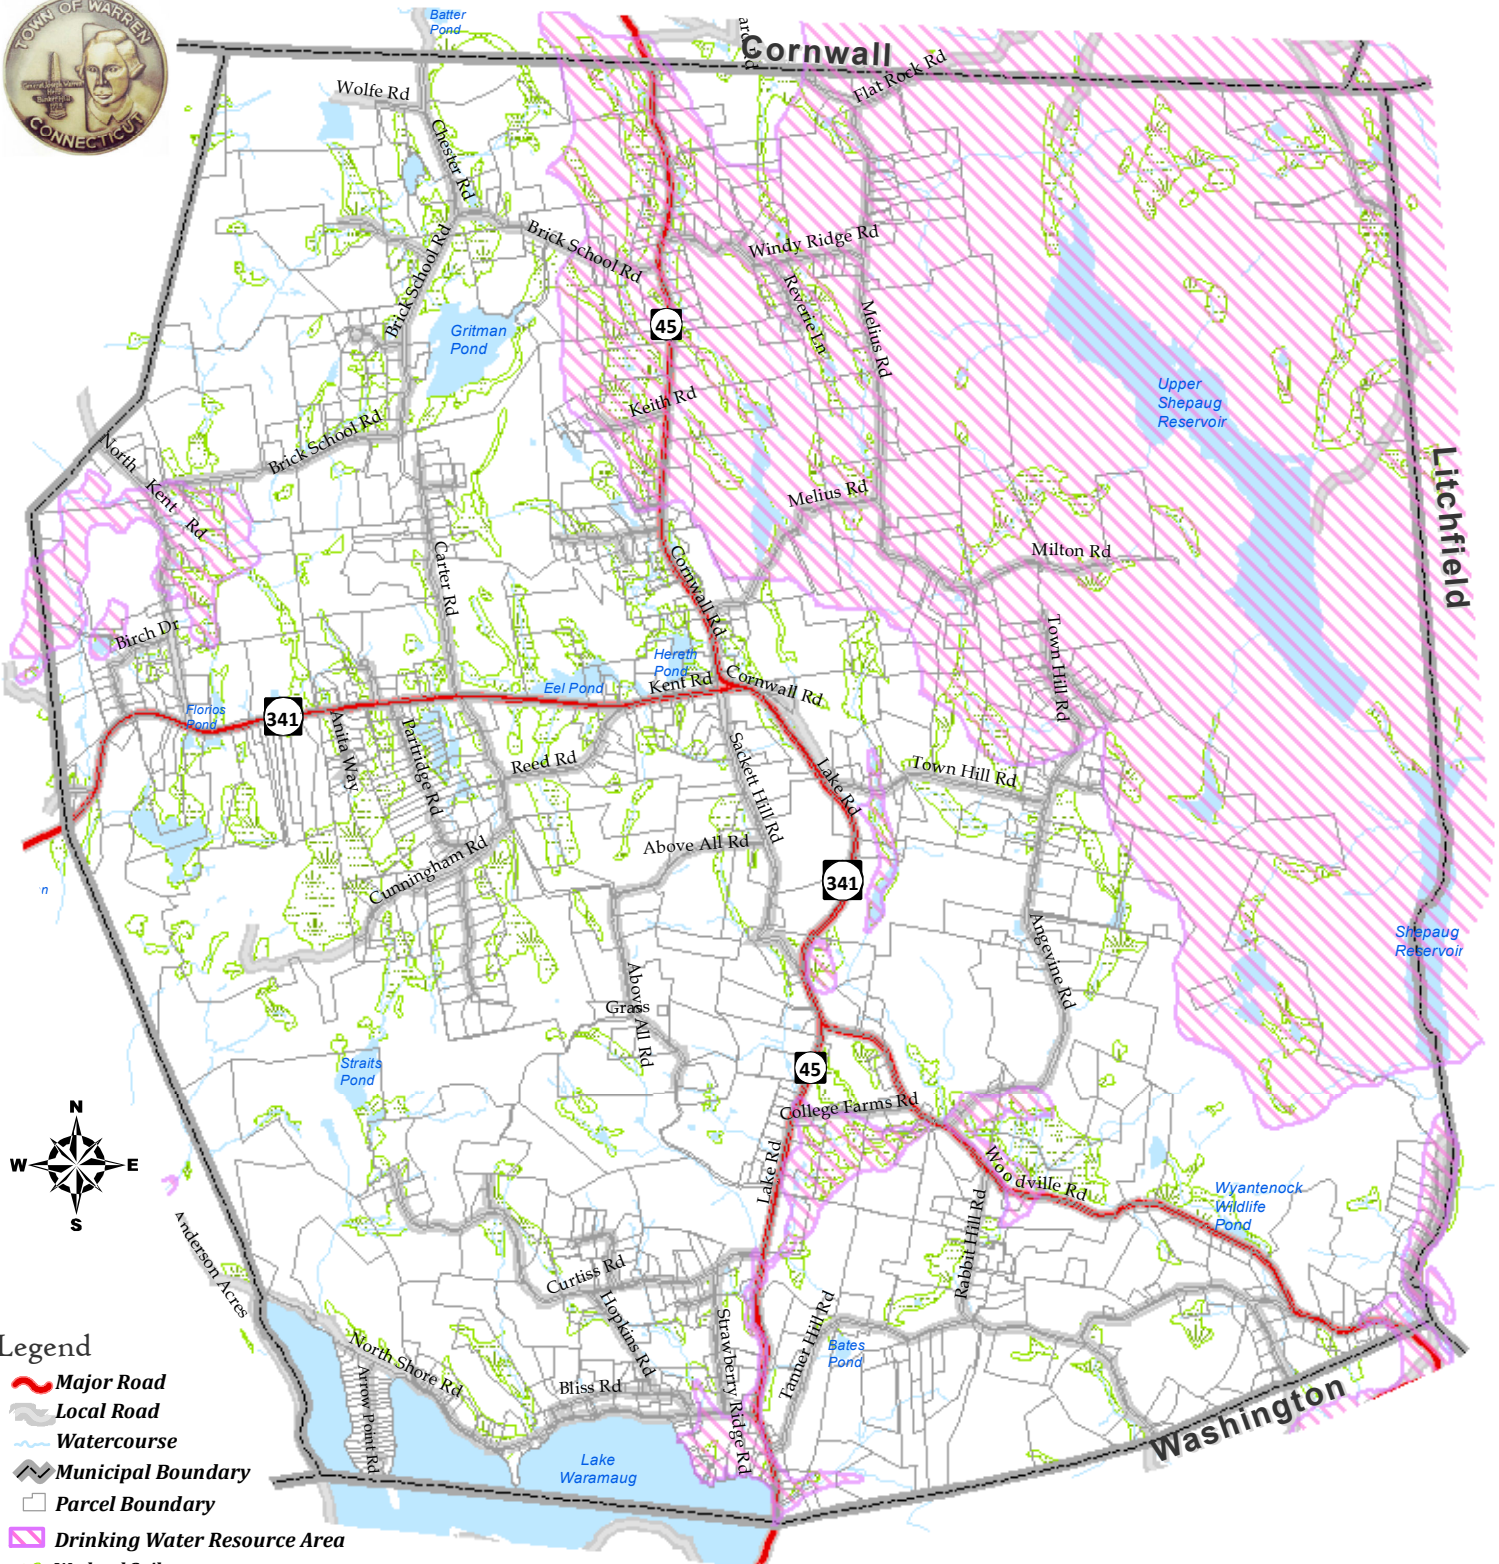 TOWN OF WARREN
CONNECTICUT
Batter
Pond
Cornwall
Flat Rock Rd
Wolfe Rd
Chester Rd
Brick School Rd
Brick School Rd
Windy Ridge Rd
Reverie Ln
Melius Rd
45
Gritman
Pond
Keith Rd
Upper
Shepaug
Reservoir
Brick School Rd
North Kent Rd
Melius Rd
Litchfield
Milton Rd
Carter Rd
Cornwall Rd
Birch Dr
Town Hill Rd
Hereth
Pond
Kent Rd
Cornwall Rd
Eel Pond
Florios
Pond
341
Anita Way
Partridge Rd
Reed Rd
Sackett Hill Rd
Lake Rd
Town Hill Rd
Above All Rd
Cunningham Rd
341
n
Angevine Rd
Shepaug
Reservoir
Above All Rd
Grass
Straits
Pond
45
College Farms Rd
N
W E
S
Lake Rd
Woodville Rd
Wyantenock
Wildlife
Pond
Rabbit Hill Rd
Anderson Acres
Curtiss Rd
Hopkins Rd
Strawberry Ridge Rd
Tanner Hill Rd
Bates
Pond
North Shore Rd
Arrow Point Rd
Bliss Rd
Washington
Lake
Waramaug
Legend
Major Road
Local Road
Watercourse
Municipal Boundary
Parcel Boundary
Drinking Water Resource Area